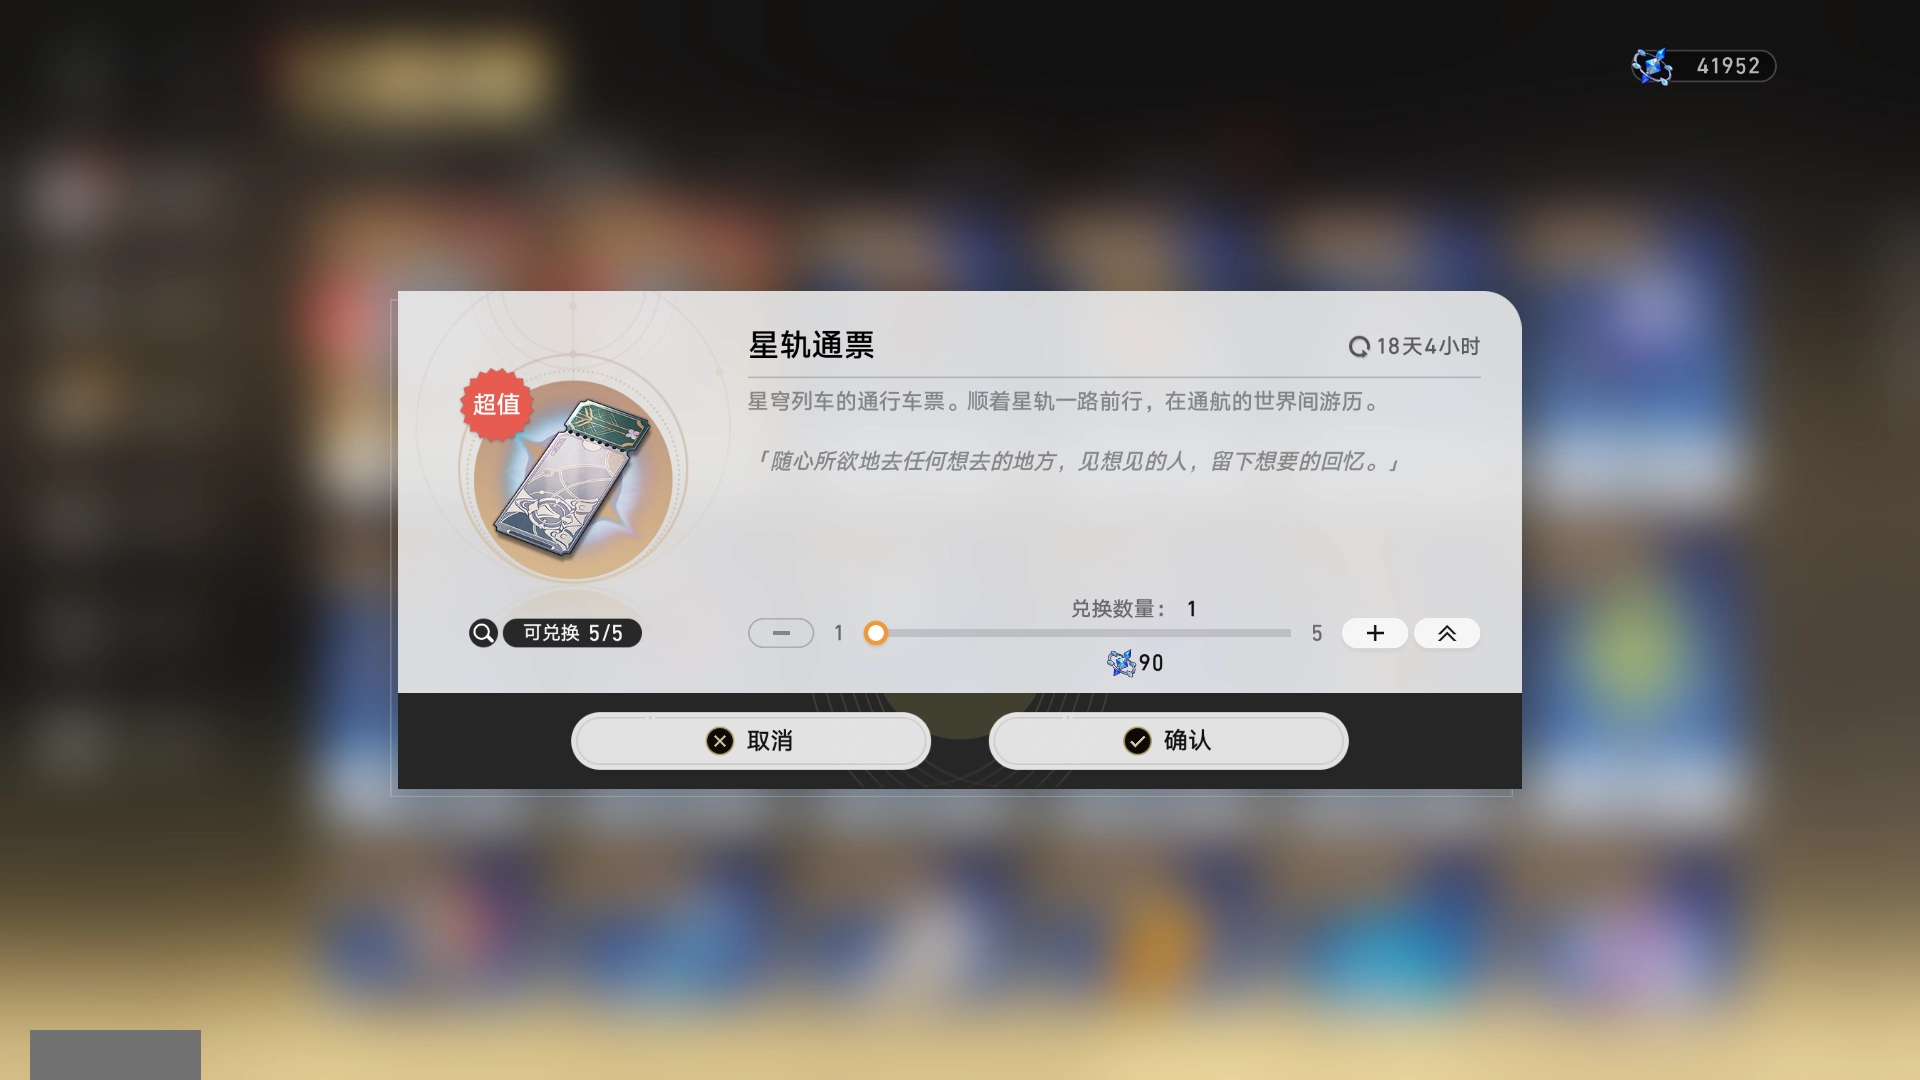 41952
星轨通票
18天4小时
超值
星穹列车的通行车票。顺着星轨一路前行，在通航的世界间游历。
「随心所欲地去任何想去的地方，见想见的人，留下想要的回忆。」
兑换数量： 1
可兑换 5/5
1
5
90
取消
确认